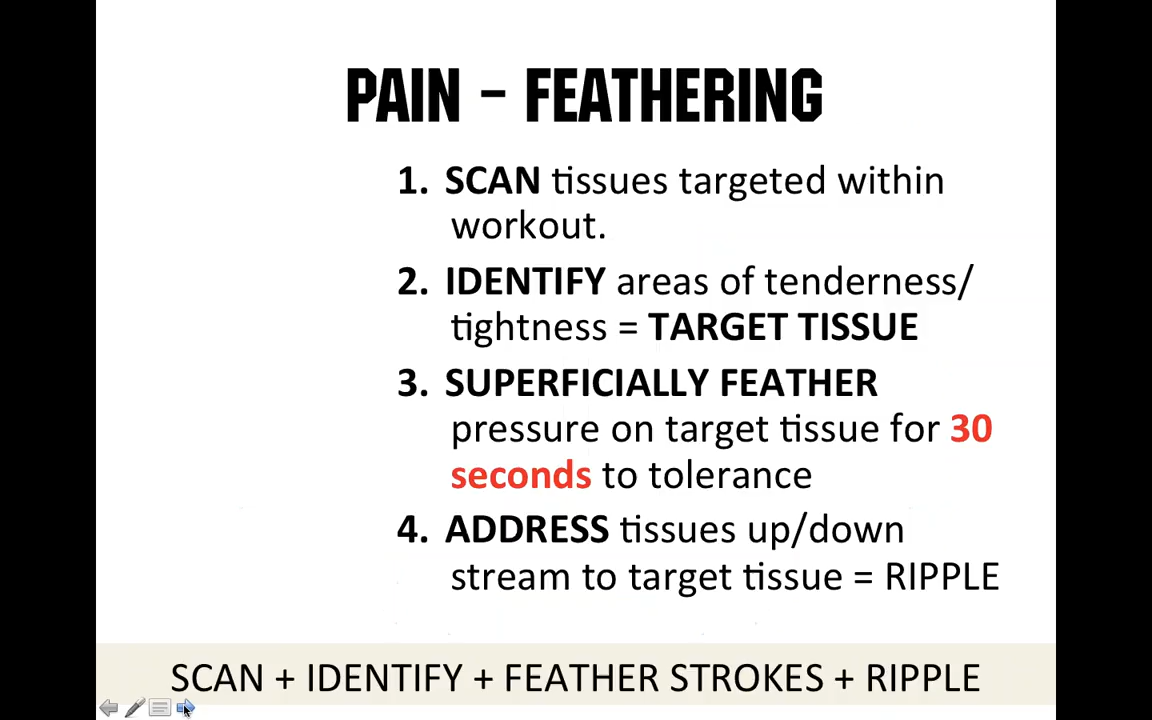 PAIN – FEATHERING
1. SCAN tissues targeted within
workout.
2. IDENTIFY areas of tenderness/
tightness = TARGET TISSUE
3. SUPERFICIALLY FEATHER
pressure on target tissue for 30
seconds to tolerance
4. ADDRESS tissues up/down
stream to target tissue = RIPPLE
SCAN + IDENTIFY + FEATHER STROKES + RIPPLE